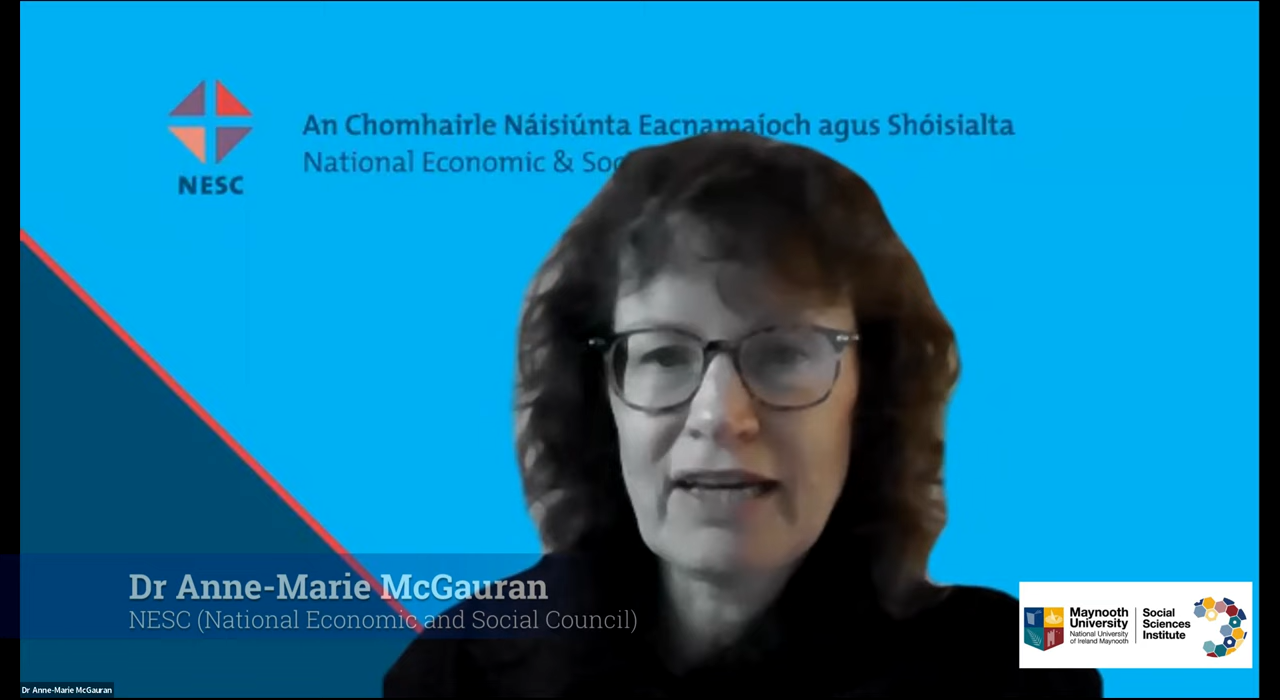 An Chomhairle Náisiúnta Eacnamaíoch agus Shóisialta
National Economic & Soc
NESC
Dr Anne-Marie McGauran
NESC (National Economic and Social Council)
Maynooth
University
National University
of Ireland Maynooth
Social
Sciences
Institute
Dr Anne-Marie McGauran